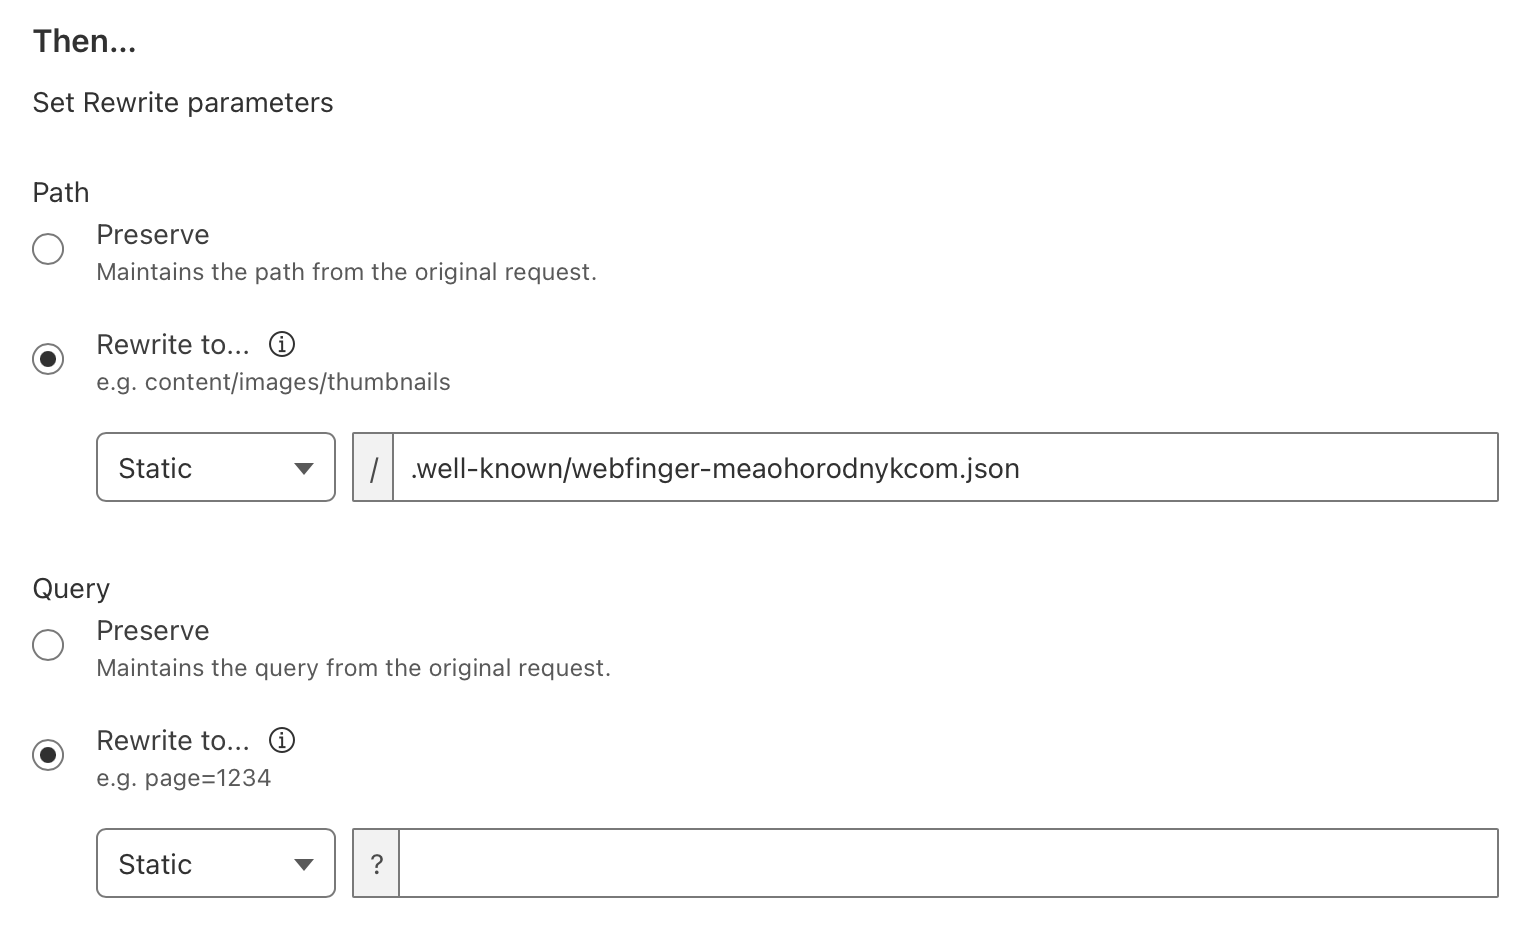 Then...
Set Rewrite parameters
Path
Preserve
Maintains the path from the original request.
Rewrite to...
e.g. content/images/thumbnails
Static
/ .well-known/webfinger-meaohorodnykcom.json
Query
Preserve
Maintains the query from the original request.
Rewrite to...
e.g. page=1234
Static
?